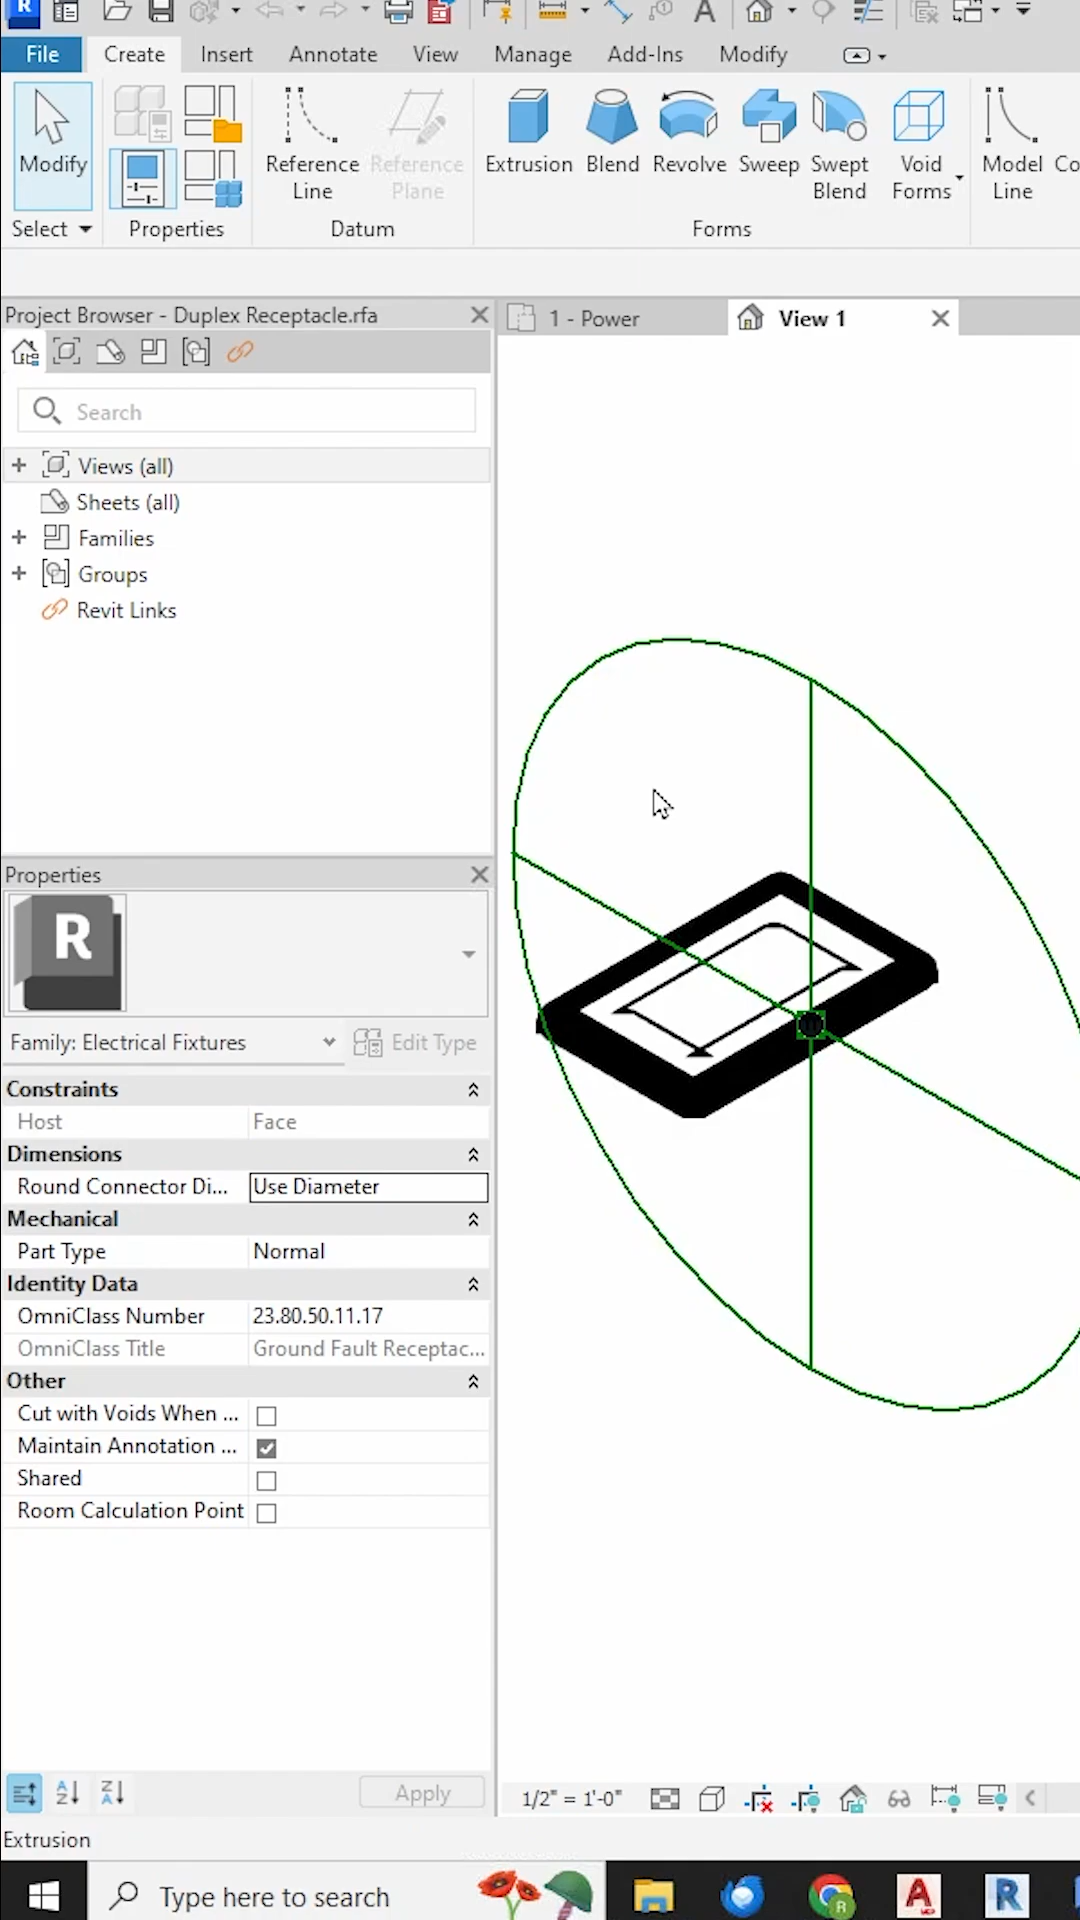 R
A
File Create Insert Annotate View Manage Add-Ins Modify
Modify
Reference Line
Reference Plane
Extrusion Blend Revolve Sweep Swept Blend Void Forms
Model Line
Co
Select Properties Datum Forms
Project Browser - Duplex Receptacle.rfa
1 - Power
View 1
Search
Views (all)
Sheets (all)
Families
Groups
Revit Links
Properties
R
Family: Electrical Fixtures Edit Type
Constraints
Host Face
Dimensions
Round Connector Di... Use Diameter
Mechanical
Part Type Normal
Identity Data
OmniClass Number 23.80.50.11.17
OmniClass Title Ground Fault Receptac...
Other
Cut with Voids When ...
Maintain Annotation ...
Shared
Room Calculation Point
A Z
Z A
Apply
1/2" = 1'-0"
Extrusion
Type here to search
R
A
R